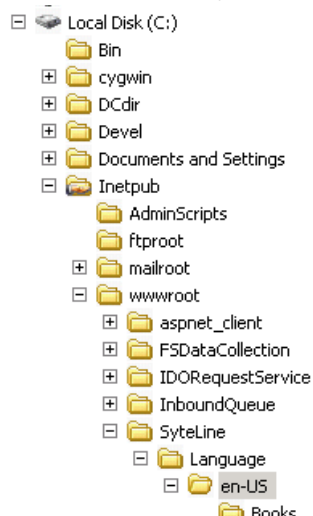 Local Disk (C:)
Bin
cygwin
DCdir
Devel
Documents and Settings
Inetpub
AdminScripts
ftproot
mailroot
wwwroot
aspnet_client
FSDataCollection
IDORequestService
InboundQueue
SyteLine
Language
en-US
Books